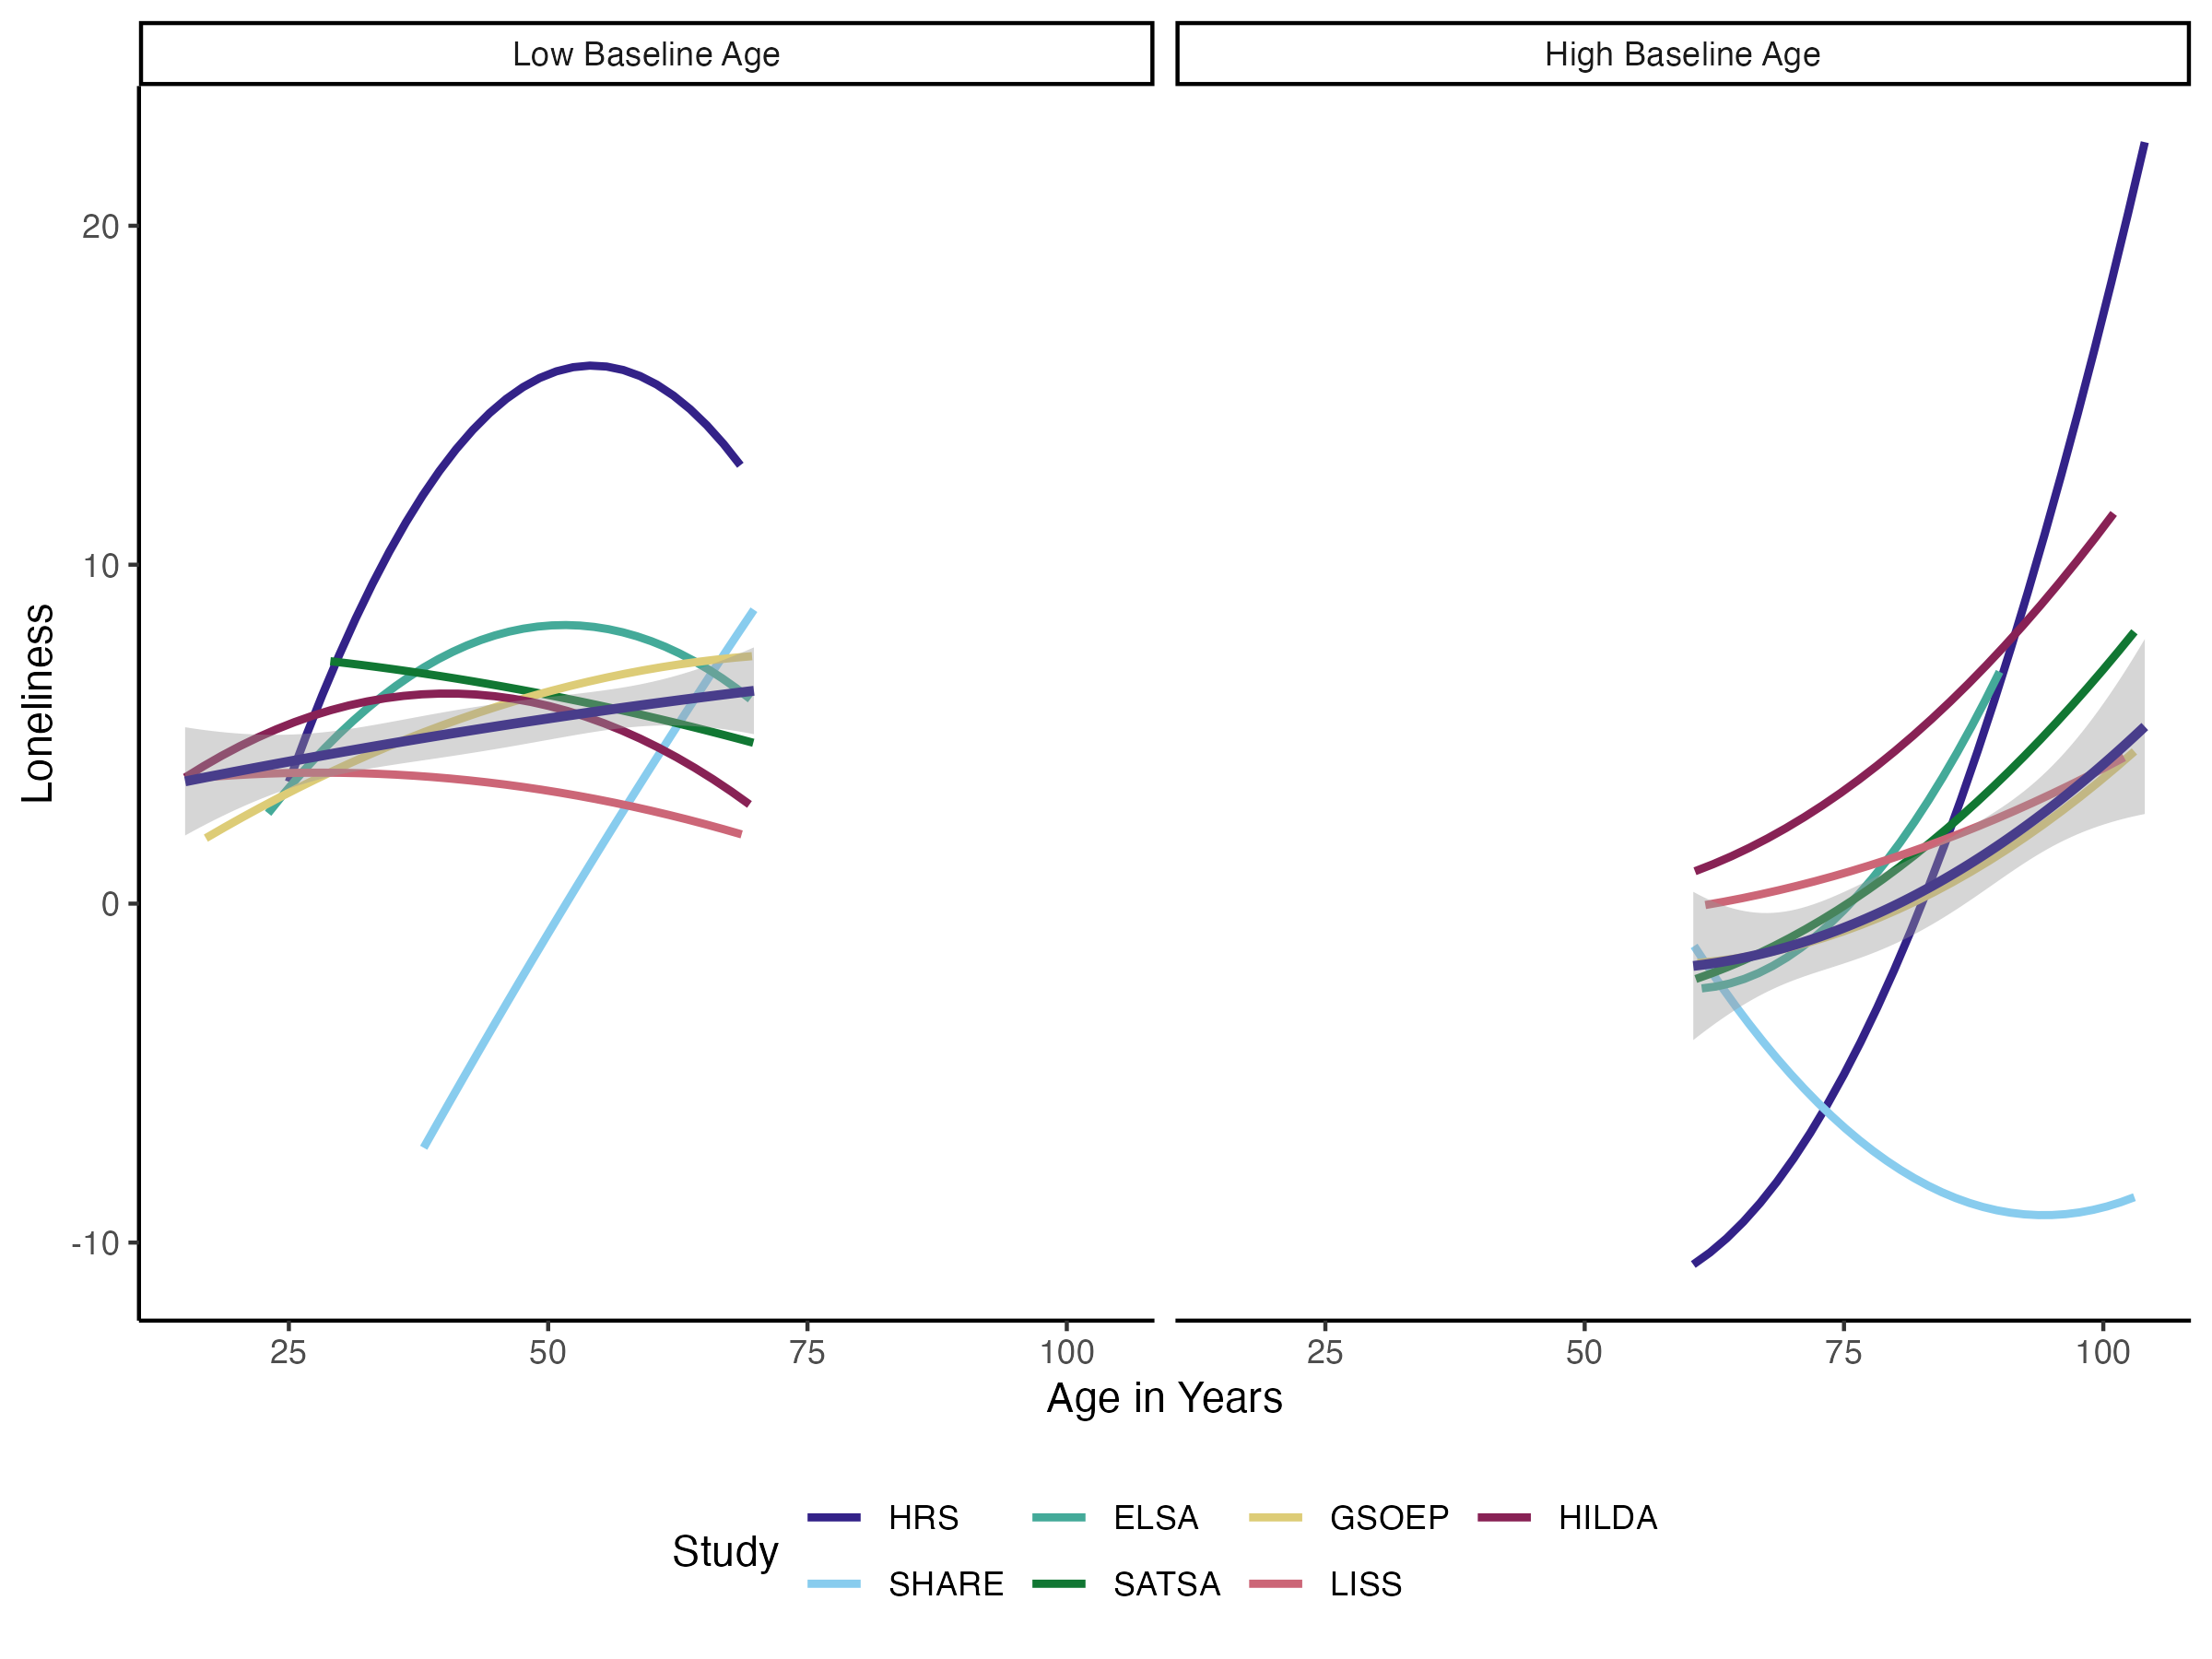 Low Baseline Age
High Baseline Age
Loneliness
20
10
0
-10
25 50 75 100
25 50 75 100
Age in Years
Study
HRS ELSA GSOEP HILDA
SHARE SATSA LISS